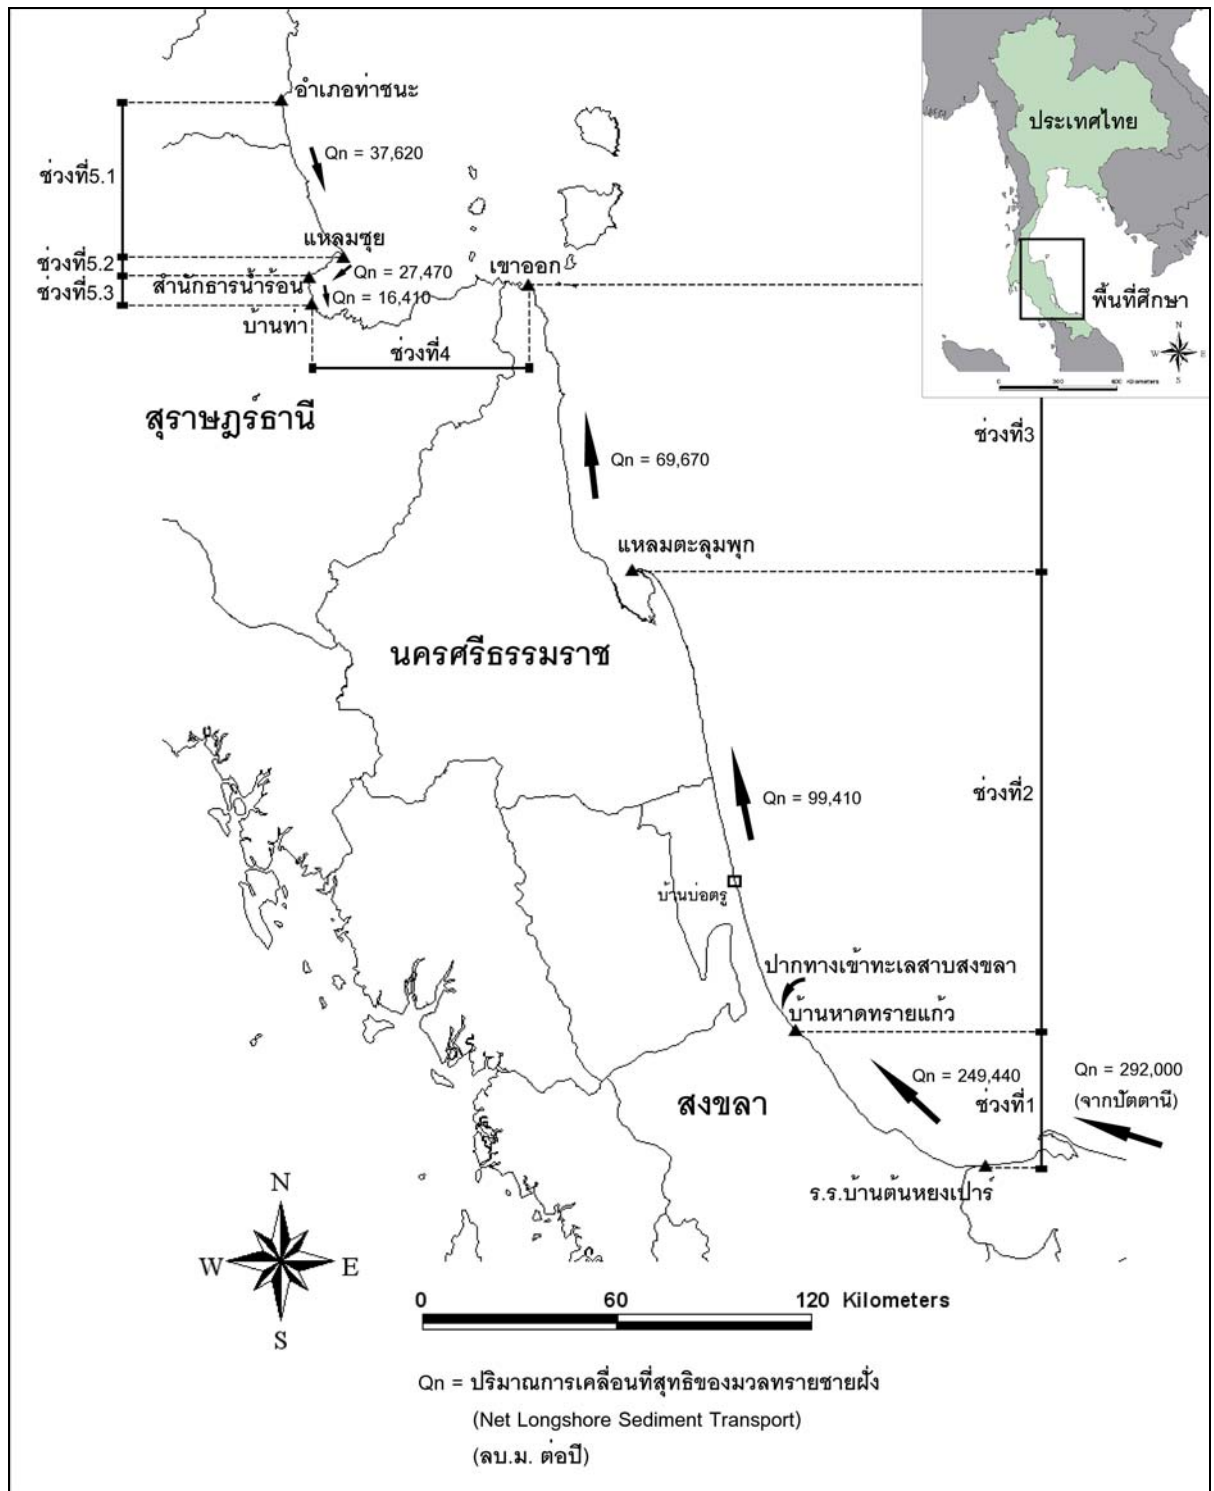 อำเภอท่าชนะ
ประเทศไทย
Qn = 37,620
ช่วงที่5.1
แหลมซุย
ช่วงที่5.2
เขาออก
Qn = 27,470
สำนักธารน้ำร้อน
ช่วงที่5.3
Qn = 16,410
พื้นที่ศึกษา
บ้านท่า
N
W E
S
ช่วงที่4
0 300 600 Kilometers
สุราษฎร์ธานี
ช่วงที่3
Qn = 69,670
แหลมตะลุมพุก
นครศรีธรรมราช
ช่วงที่2
Qn = 99,410
บ้านบ่อตรู
ปากทางเข้าทะเลสาบสงขลา
บ้านหาดทรายแก้ว
Qn = 249,440
Qn = 292,000
(จากปัตตานี)
ช่วงที่1
สงขลา
ร.ร.บ้านต้นหยงเปาร์
N
W E
S
0 60 120 Kilometers
Qn = ปริมาณการเคลื่อนที่สุทธิของมวลทรายชายฝั่ง
(Net Longshore Sediment Transport)
(ลบ.ม. ต่อปี)